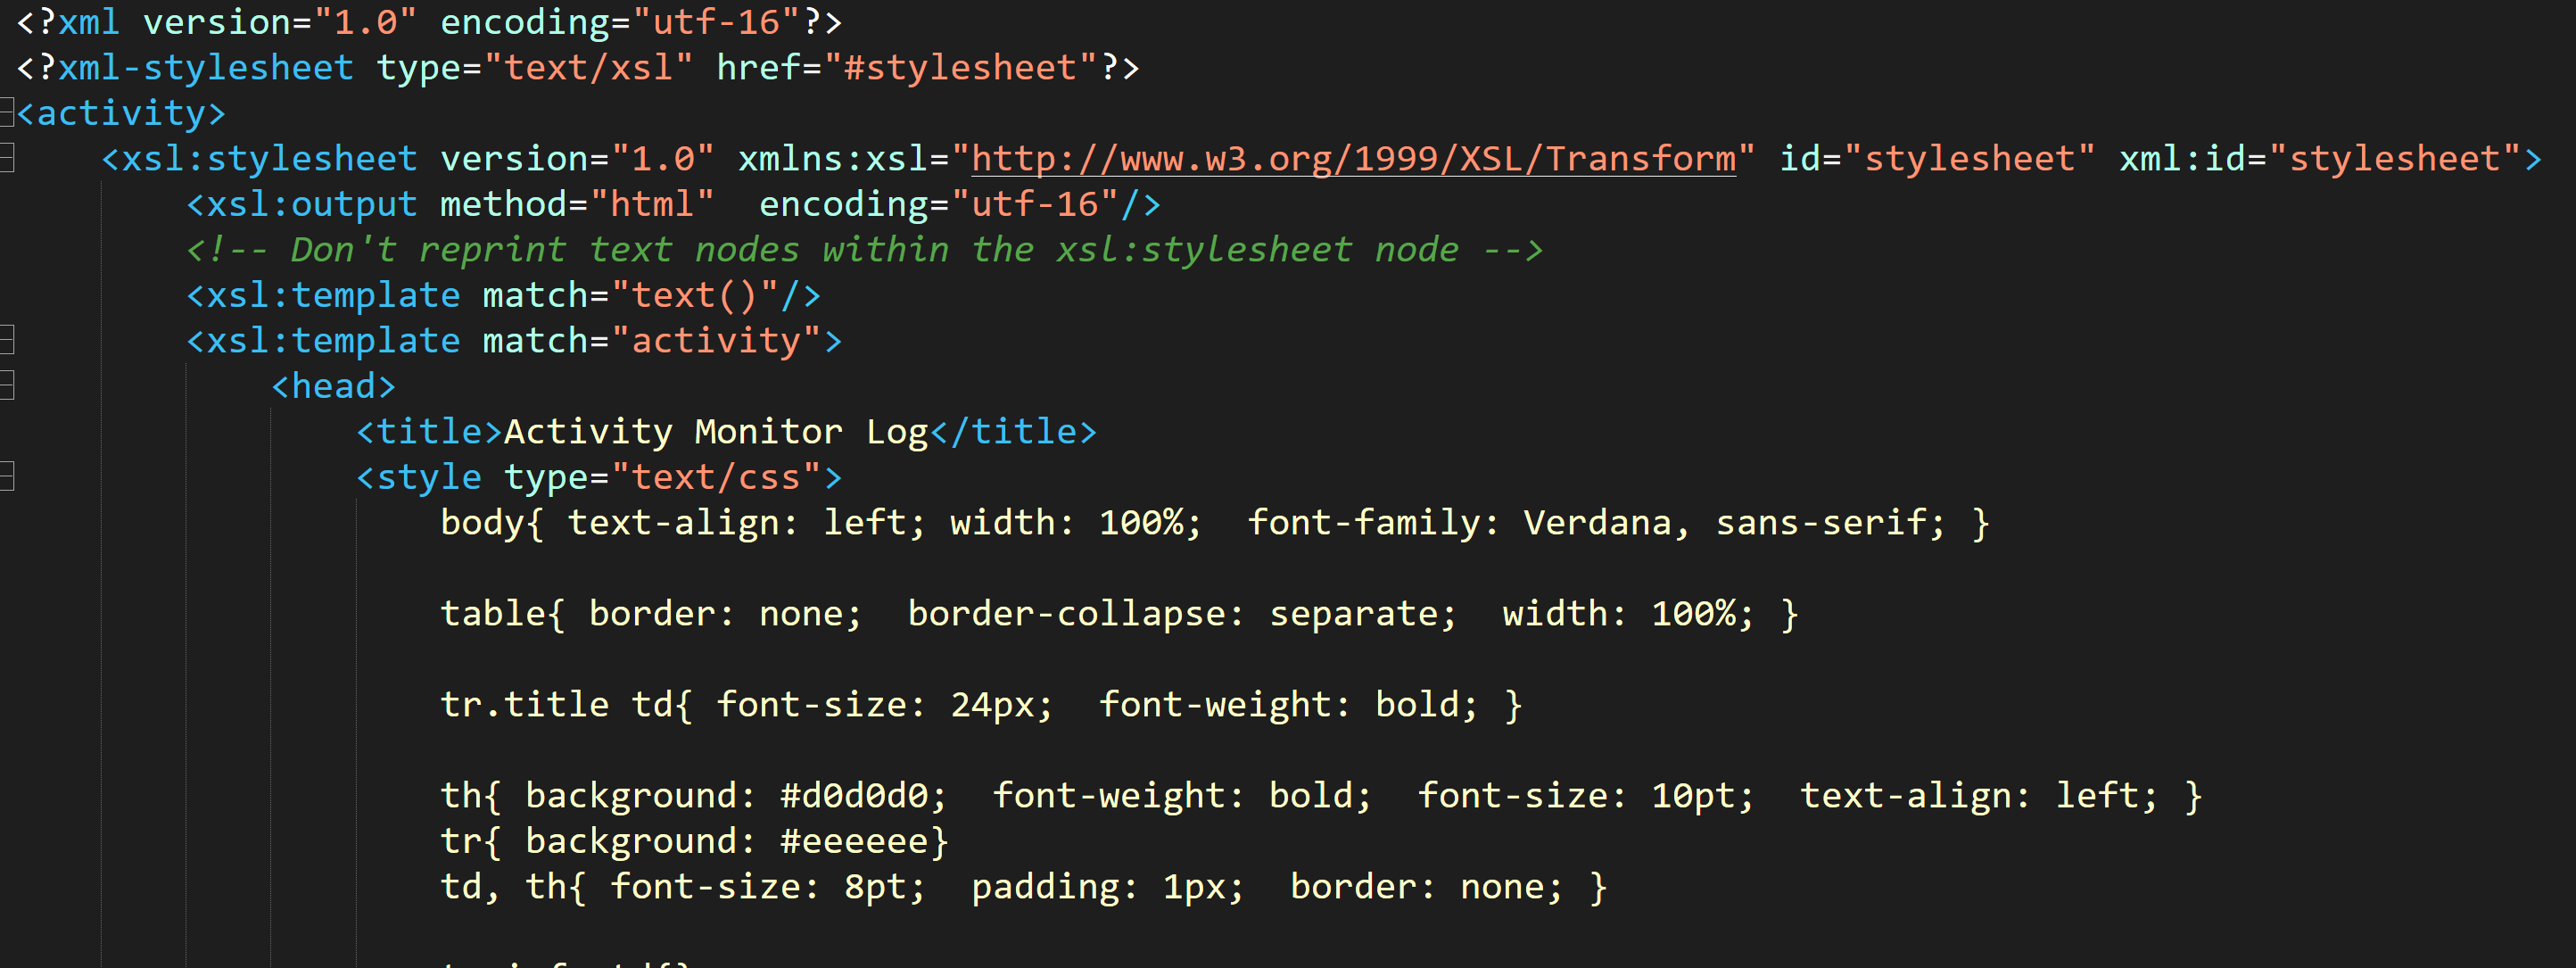 <?xml version="1.0" encoding="utf-16"?>
<?xml-stylesheet type="text/xsl" href="#stylesheet"?>
<activity>
<xsl:stylesheet version="1.0" xmlns:xsl="http://www.w3.org/1999/XSL/Transform" id="stylesheet" xml:id="stylesheet">
<xsl:output method="html"  encoding="utf-16"/>
<!-- Don't reprint text nodes within the xsl:stylesheet node -->
<xsl:template match="text()"/>
<xsl:template match="activity">
<head>
<title>Activity Monitor Log</title>
<style type="text/css">
body{ text-align: left; width: 100%;  font-family: Verdana, sans-serif; }
table{ border: none;  border-collapse: separate;  width: 100%; }
tr.title td{ font-size: 24px;  font-weight: bold; }
th{ background: #d0d0d0;  font-weight: bold;  font-size: 10pt;  text-align: left; }
tr{ background: #eeeeee}
td, th{ font-size: 8pt;  padding: 1px;  border: none; }